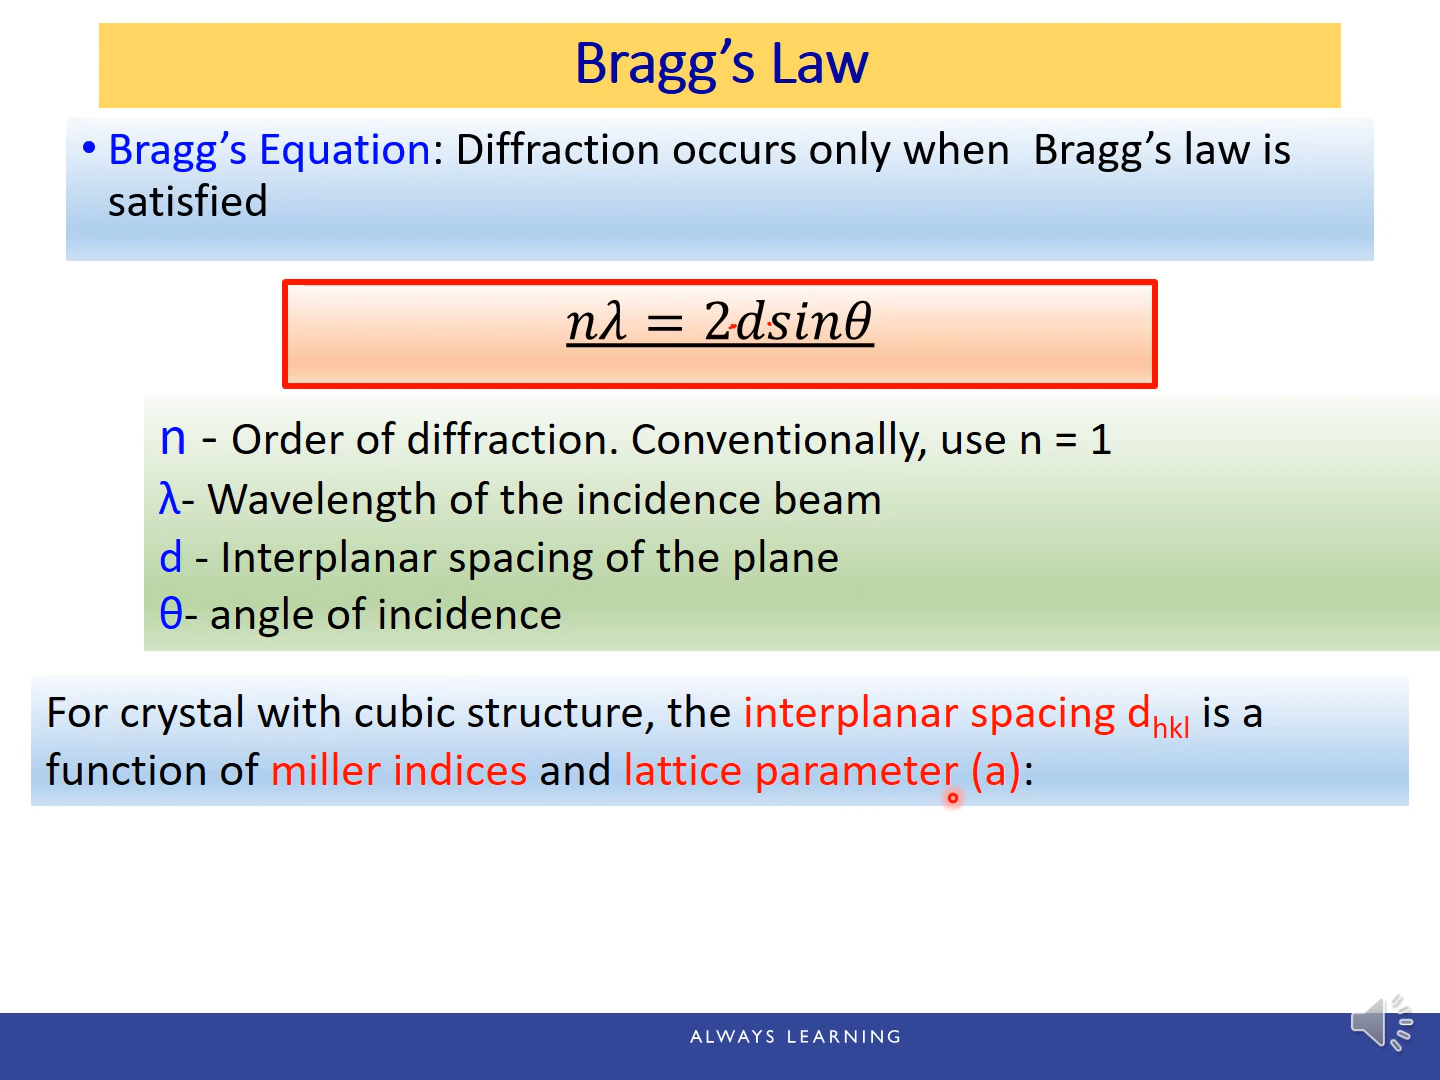 Bragg’s Law
• Bragg’s Equation: Diffraction occurs only when Bragg’s law is
satisfied
nλ = 2dsinθ
n - Order of diffraction. Conventionally, use n = 1
λ- Wavelength of the incidence beam
d - Interplanar spacing of the plane
θ- angle of incidence
For crystal with cubic structure, the interplanar spacing dhkl is a
function of miller indices and lattice parameter (a):
ALWAYS LEARNING